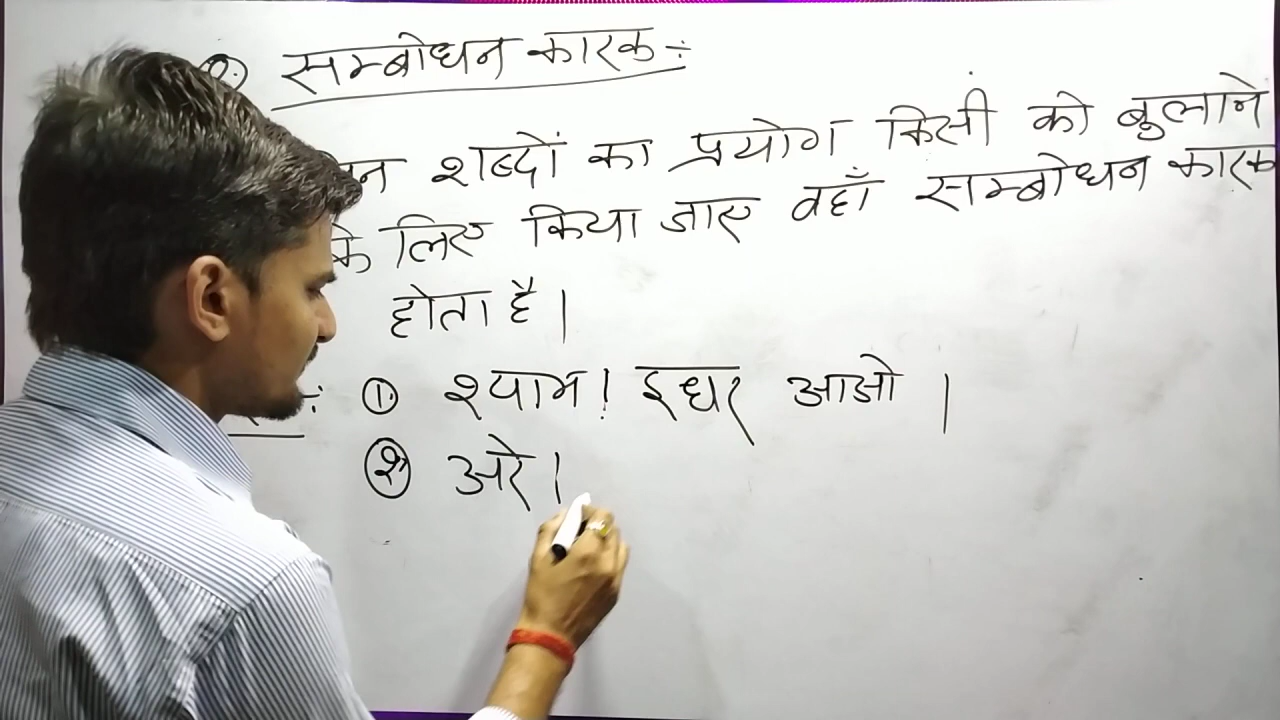 सम्बोधन कारक ÷
शब्दों का प्रयोग किसी को बुलाने
लिए किया जाए वहाँ सम्बोधन कारक
होता है।
① श्याम! इधर आओ ।
② अरे।